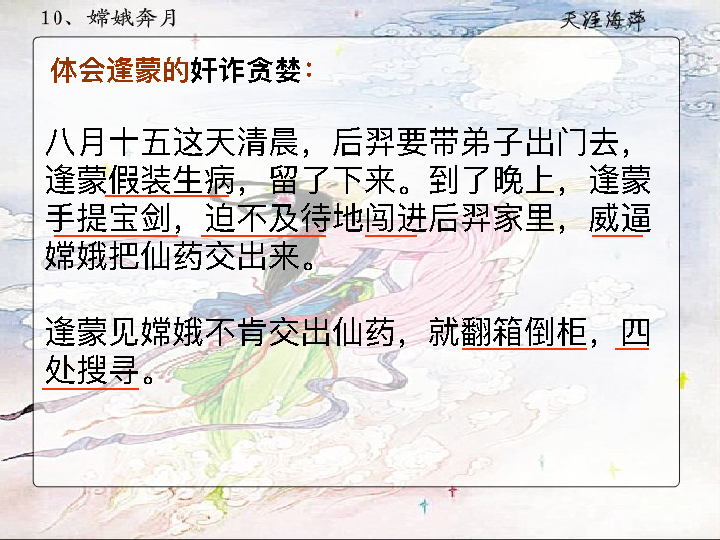 10、嫦娥奔月
天涯海萍
体会逢蒙的奸诈贪婪：
八月十五这天清晨，后羿要带弟子出门去，
逢蒙假装生病，留了下来。到了晚上，逢蒙
手提宝剑，迫不及待地闯进后羿家里，威逼
嫦娥把仙药交出来。
逢蒙见嫦娥不肯交出仙药，就翻箱倒柜，四
处搜寻。